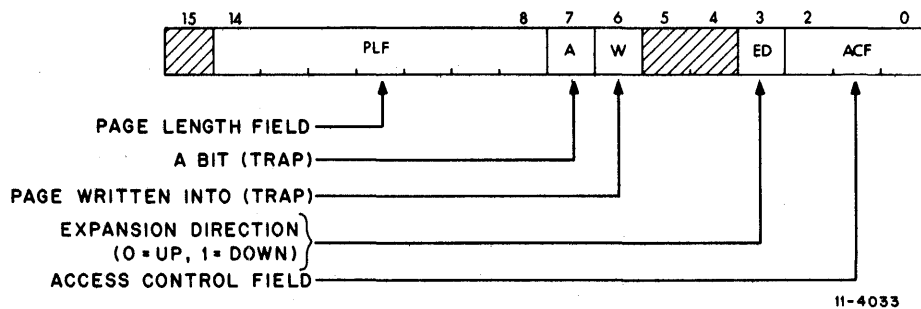 15 14 8 7 6 5 4 3 2 0
PLF A W ED ACF
PAGE LENGTH FIELD
A BIT (TRAP)
PAGE WRITTEN INTO (TRAP)
EXPANSION DIRECTION
(0 = UP, 1 = DOWN)
ACCESS CONTROL FIELD
11-4033